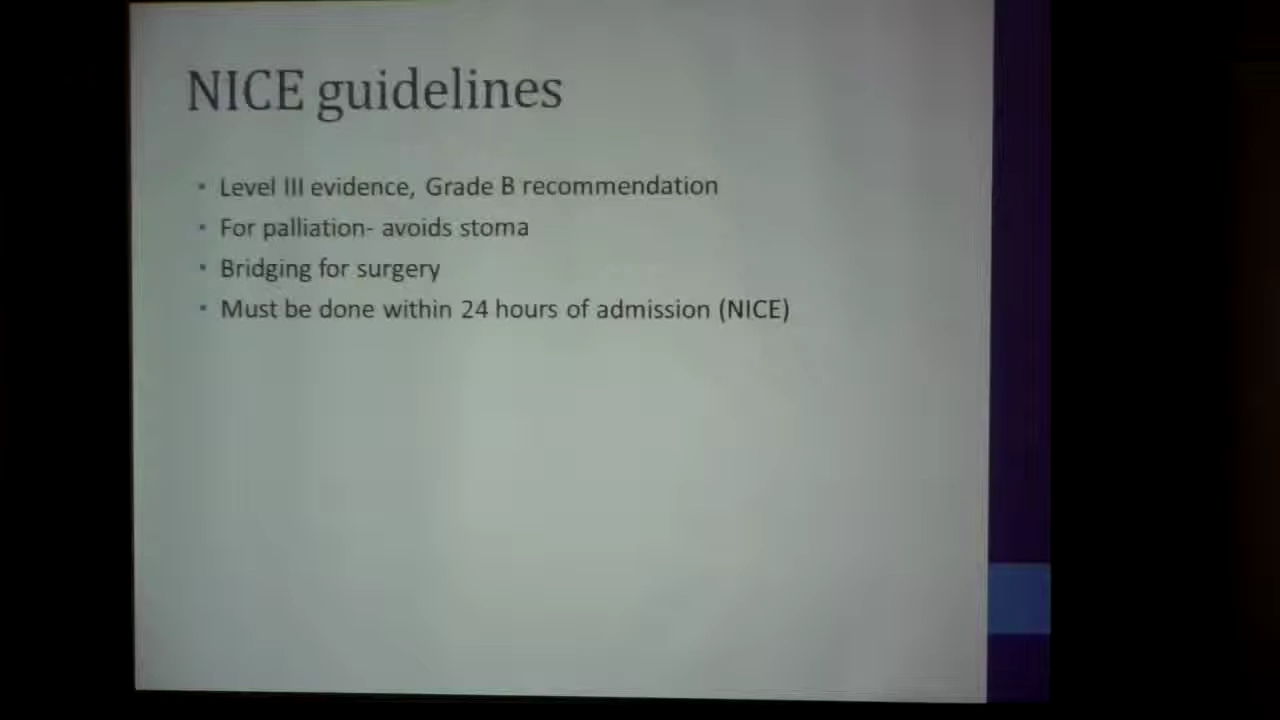 NICE guidelines
Level III evidence, Grade B recommendation
For palliation- avoids stoma
Bridging for surgery
Must be done within 24 hours of admission (NICE)